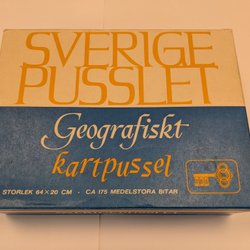 SVERIGE
PUSSLET
Geografiskt
kartpussel
STORLEK 64×20 CM · CA 175 MEDELSTORA BITAR